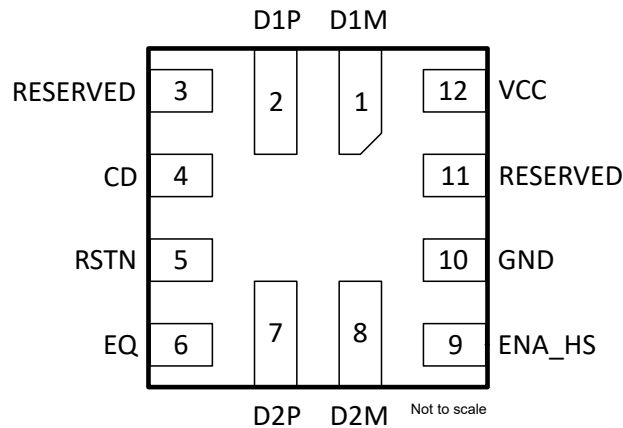 D1P D1M
RESERVED 3 2 1 12 VCC
CD 4 11 RESERVED
RSTN 5 10 GND
EQ 6 7 8 9 ENA_HS
D2P D2M Not to scale